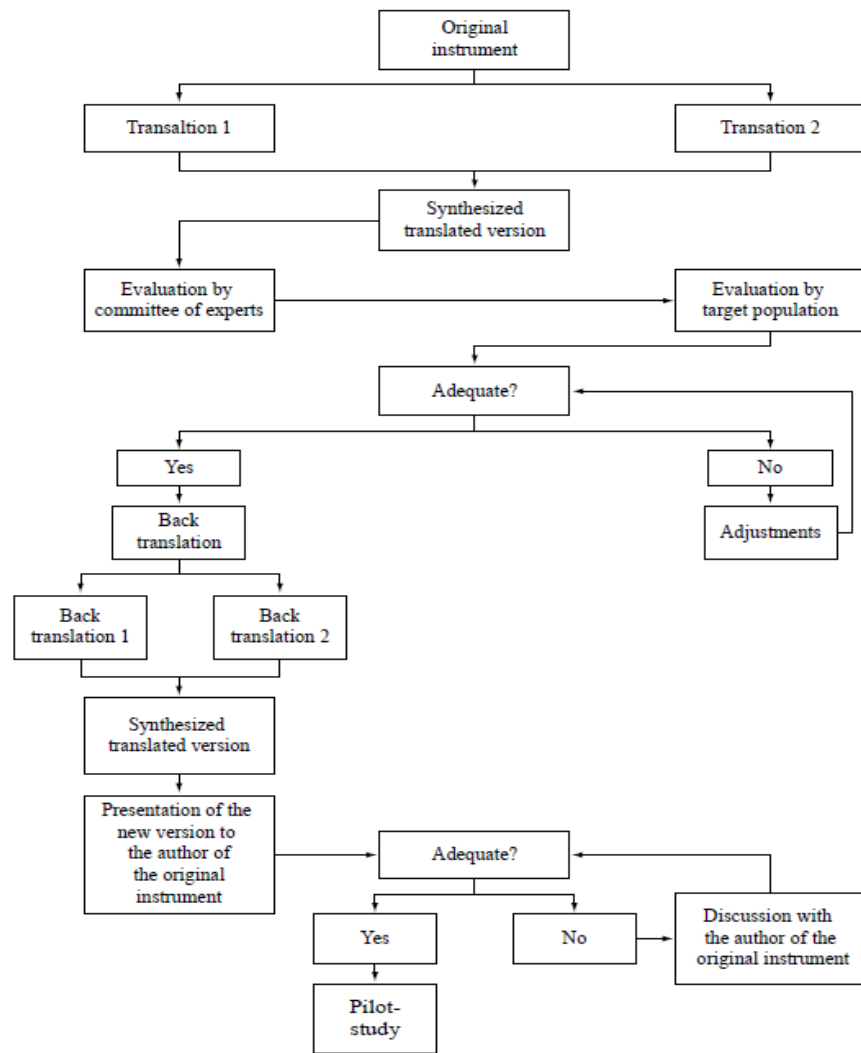 Original
instrument
Transaltion 1
Transation 2
Synthesized
translated version
Evaluation by
committee of experts
Evaluation by
target population
Adequate?
Yes
No
Back
translation
Adjustments
Back
translation 1
Back
translation 2
Synthesized
translated version
Presentation of the
new version to
the author of
the original
instrument
Adequate?
Yes
No
Discussion with
the author of the
original instrument
Pilot-
study